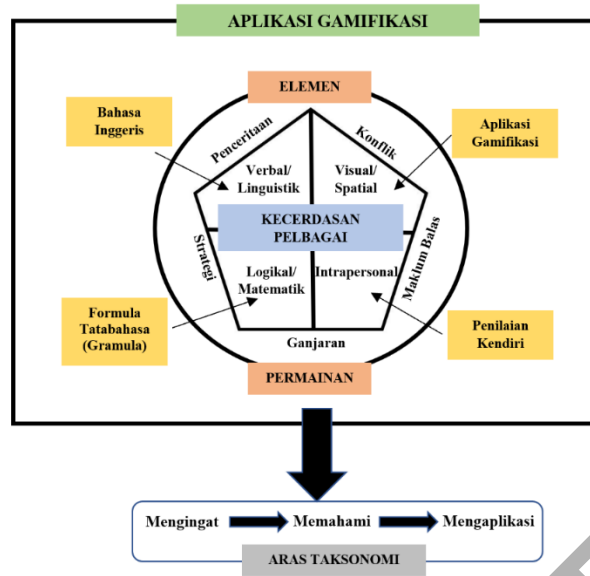 APLIKASI GAMIFIKASI
ELEMEN
Bahasa
Inggeris
Penceritaan
Konflik
Aplikasi
Gamifikasi
Verbal/
Linguistik
Visual/
Spatial
KECERDASAN
PELBAGAI
Strategi
Maklum Balas
Logikal/
Matematik
Intrapersonal
Formula
Tatabahasa
(Gramula)
Penilaian
Kendiri
Ganjaran
PERMAINAN
Mengingat
Memahami
Mengaplikasi
ARAS TAKSONOMI